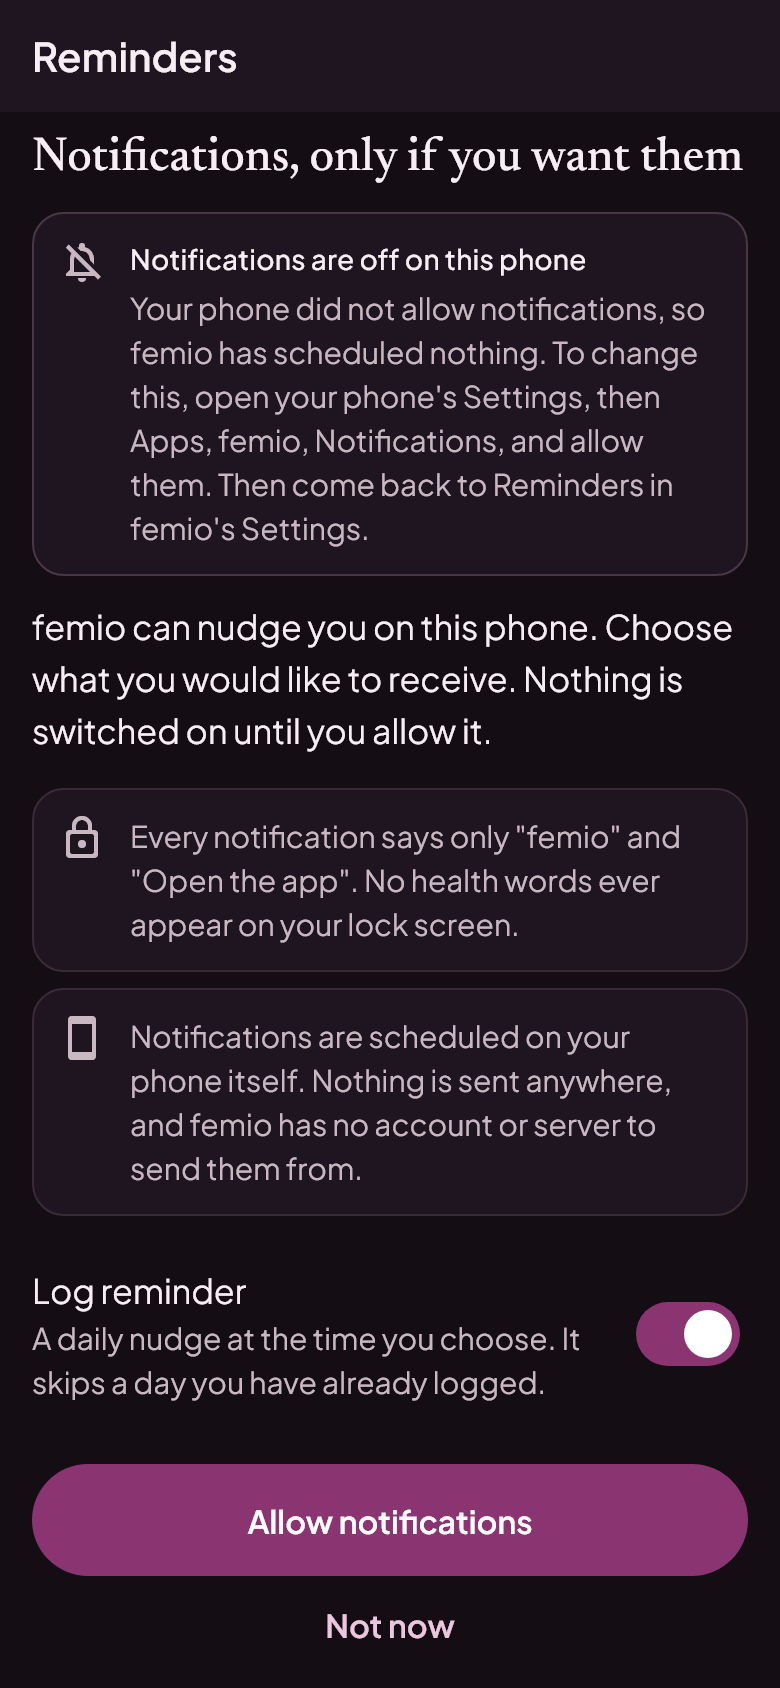 Reminders
Notifications, only if you want them
Notifications are off on this phone
Your phone did not allow notifications, so
femio has scheduled nothing. To change
this, open your phone's Settings, then
Apps, femio, Notifications, and allow
them. Then come back to Reminders in
femio's Settings.
femio can nudge you on this phone. Choose
what you would like to receive. Nothing is
switched on until you allow it.
Every notification says only "femio" and
"Open the app". No health words ever
appear on your lock screen.
Notifications are scheduled on your
phone itself. Nothing is sent anywhere,
and femio has no account or server to
send them from.
Log reminder
A daily nudge at the time you choose. It
skips a day you have already logged.
Allow notifications
Not now